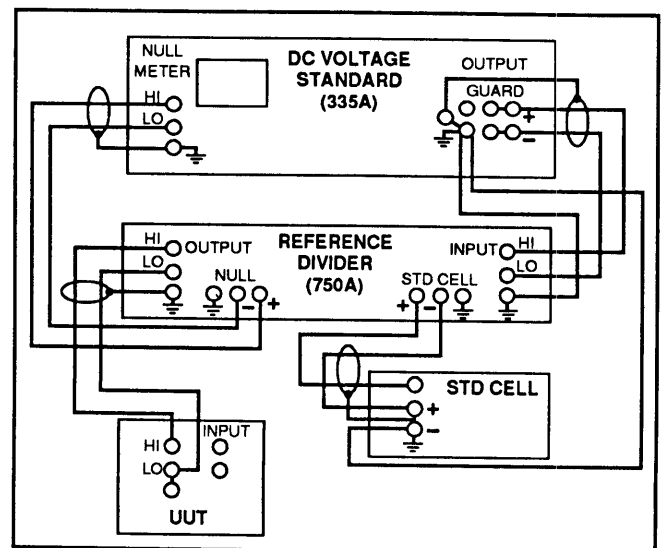 NULL METER
DC VOLTAGE STANDARD (335A)
OUTPUT
GUARD
HI
LO
+
-
HI
LO
OUTPUT
NULL
- +
REFERENCE DIVIDER (750A)
STD CELL
+ -
INPUT
HI
LO
STD CELL
+
-
HI
LO
INPUT
UUT